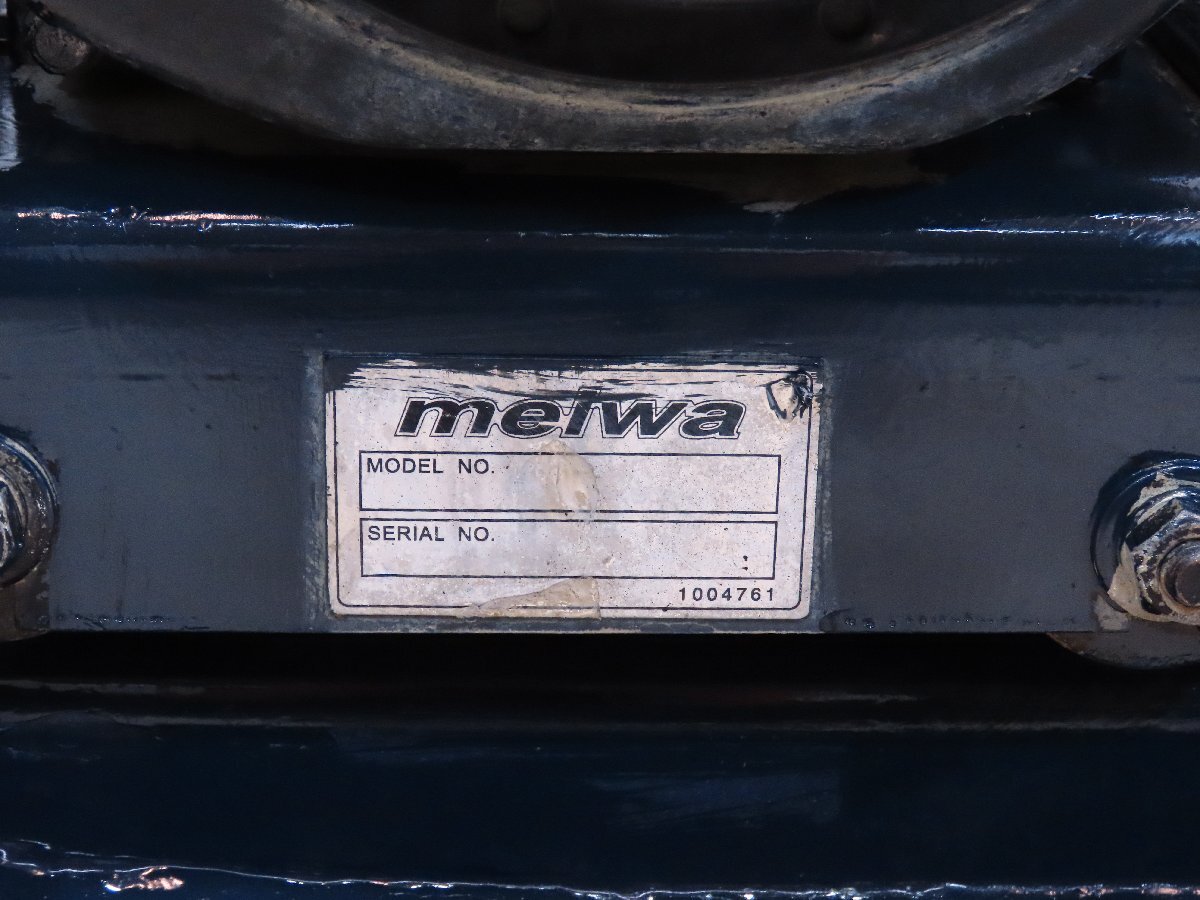 meiwa
MODEL NO.
SERIAL NO.
1004761